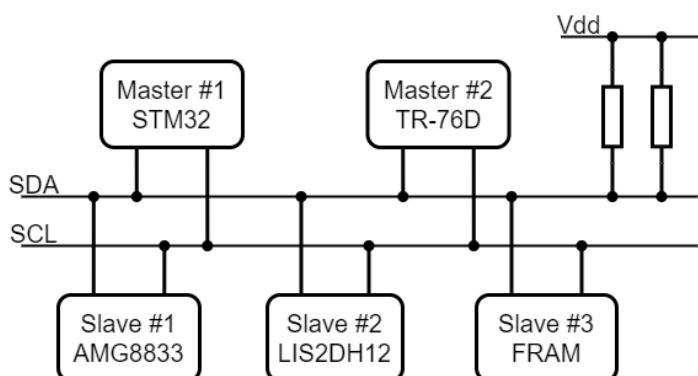 Vdd
Master #1
STM32
Master #2
TR-76D
SDA
SCL
Slave #1
AMG8833
Slave #2
LIS2DH12
Slave #3
FRAM